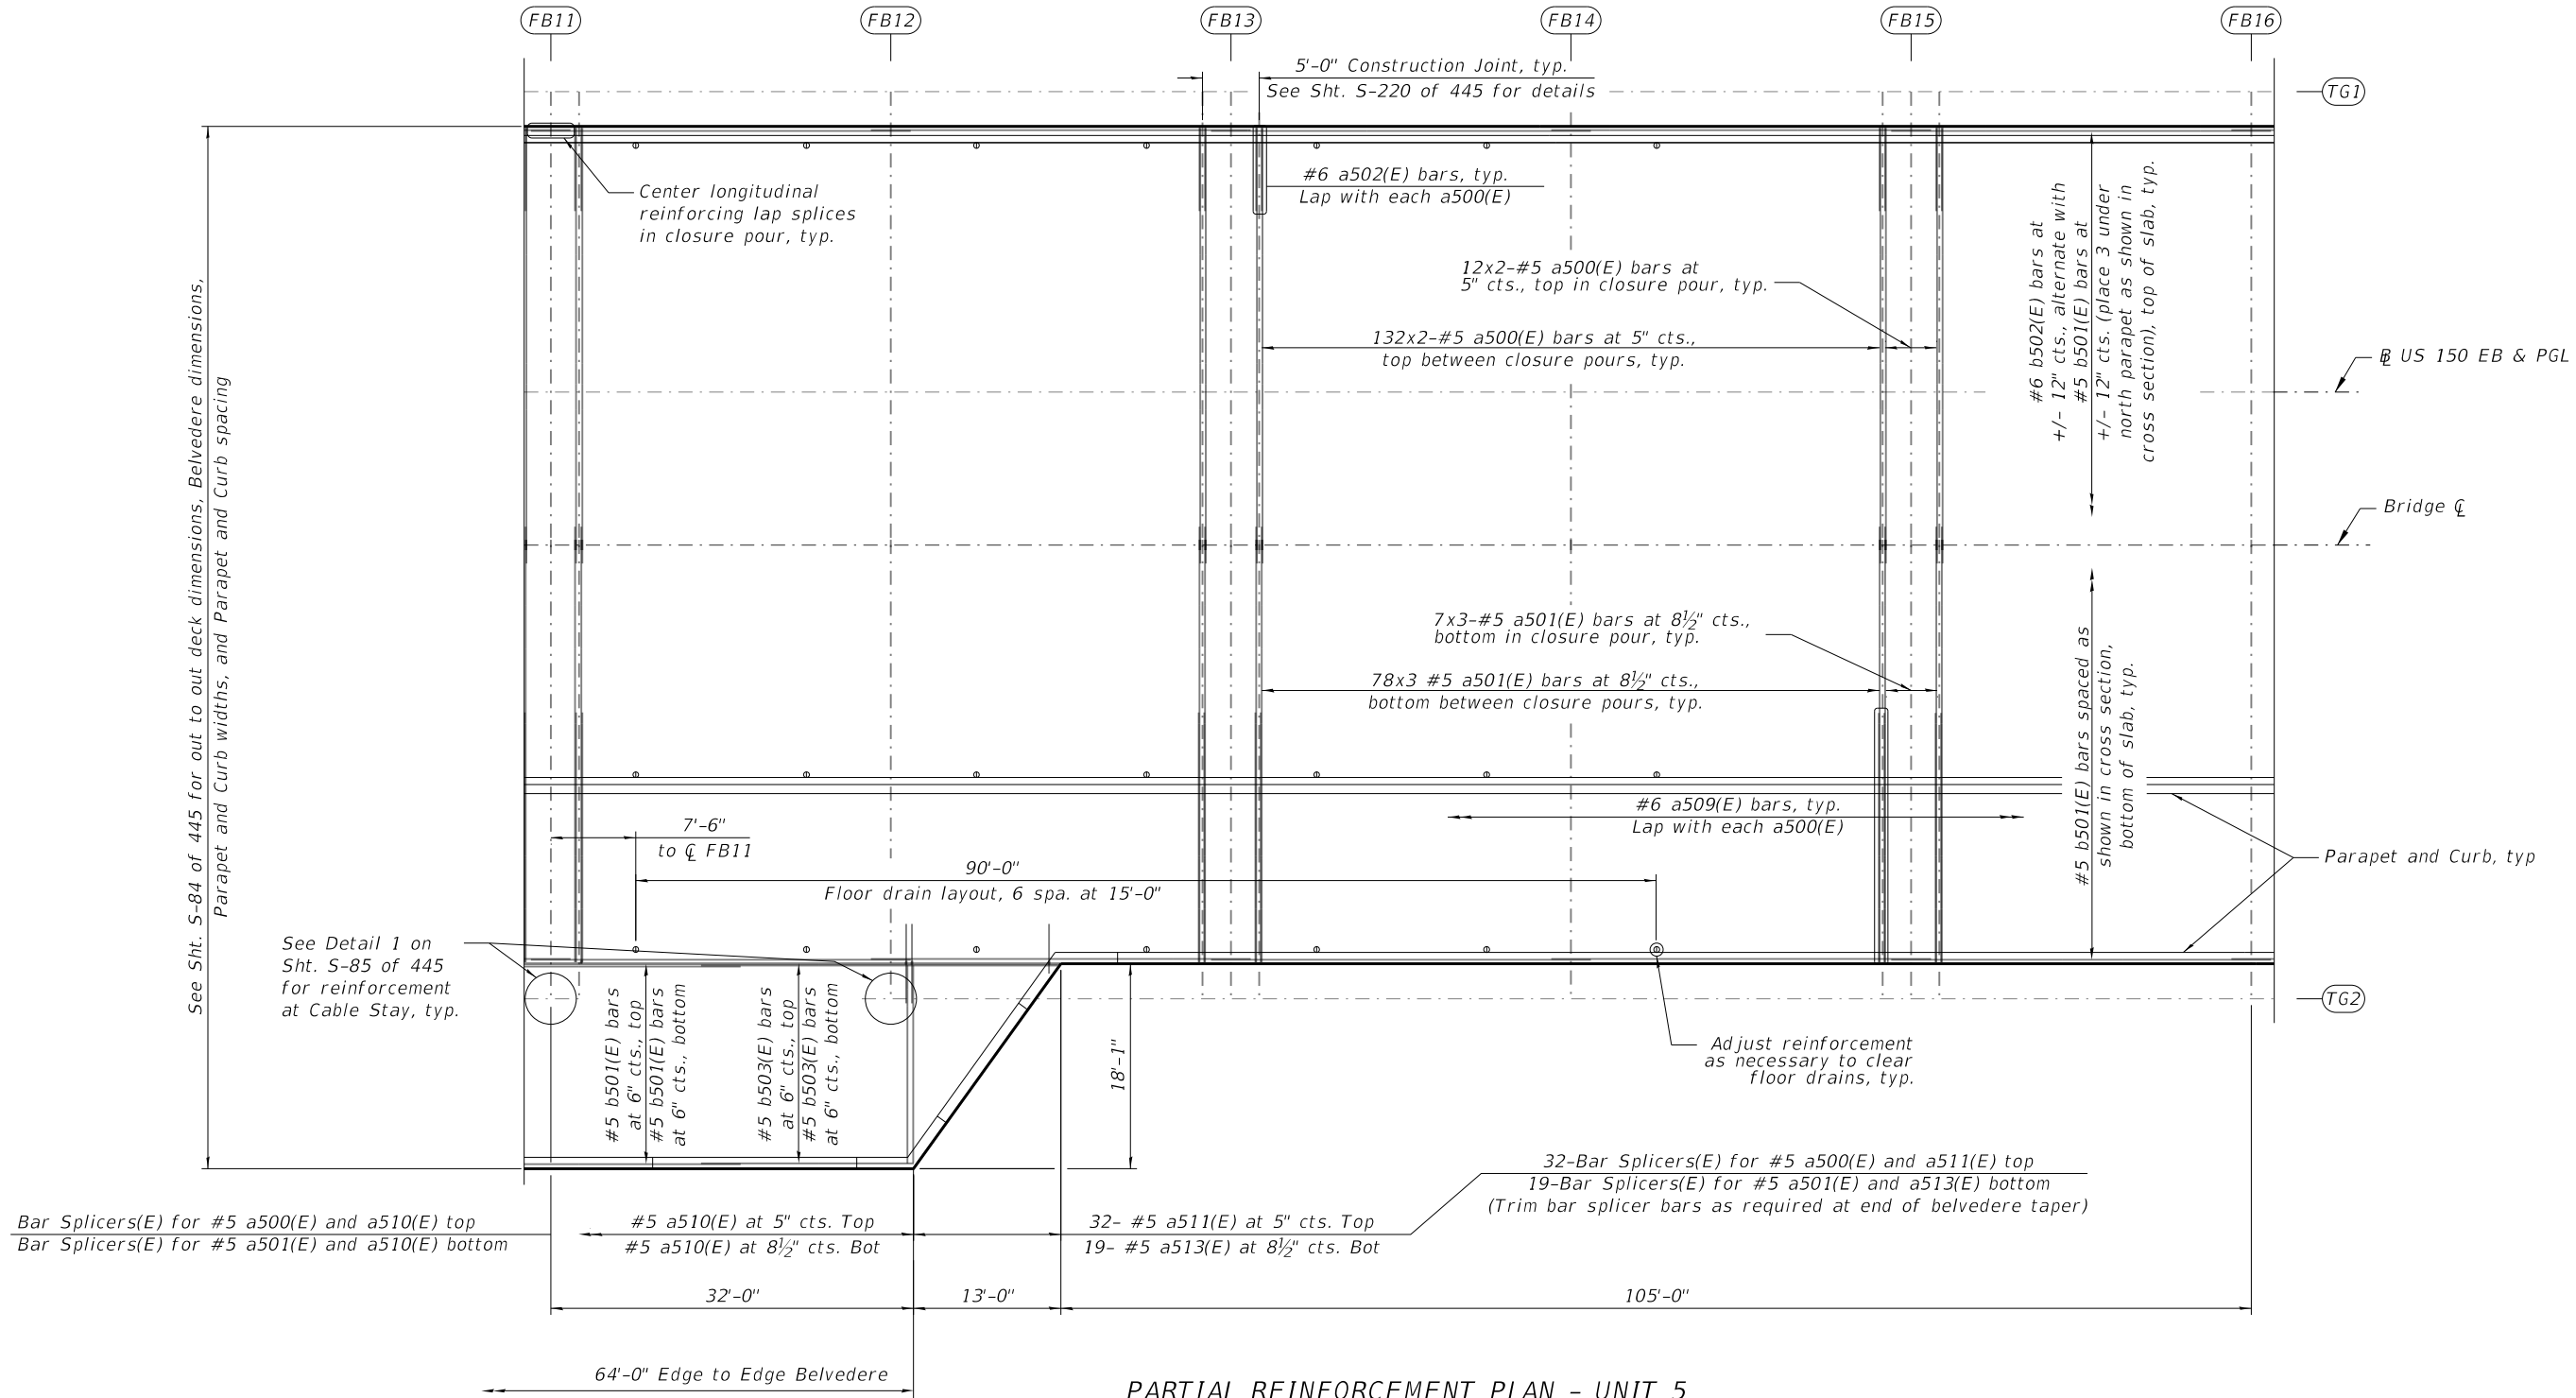 FB11
FB12
FB13
FB14
FB15
FB16
5'-0" Construction Joint, typ.
See Sht. S-220 of 445 for details
TG1
Center longitudinal
reinforcing lap splices
in closure pour, typ.
#6 a502(E) bars, typ.
Lap with each a500(E)
12x2-#5 a500(E) bars at
5" cts., top in closure pour, typ.
132x2-#5 a500(E) bars at 5" cts.,
top between closure pours, typ.
#6 b502(E) bars at
+/- 12" cts., alternate with
#5 b501(E) bars at
+/- 12" cts. (place 3 under
north parapet as shown in
cross section), top of slab, typ.
℄ US 150 EB & PGL
Bridge ℄
See Sht. S-84 of 445 for out to out deck dimensions, Belvedere dimensions,
Parapet and Curb widths, and Parapet and Curb spacing
7x3-#5 a501(E) bars at 8½" cts.,
bottom in closure pour, typ.
78x3 #5 a501(E) bars at 8½" cts.,
bottom between closure pours, typ.
#5 b501(E) bars spaced as
shown in cross section,
bottom of slab, typ.
#6 a509(E) bars, typ.
Lap with each a500(E)
7'-6"
to ℄ FB11
90'-0"
Floor drain layout, 6 spa. at 15'-0"
Parapet and Curb, typ
See Detail 1 on
Sht. S-85 of 445
for reinforcement
at Cable Stay, typ.
#5 b501(E) bars
at 6" cts., top
#5 b501(E) bars
at 6" cts., bottom
#5 b503(E) bars
at 6" cts., top
#5 b503(E) bars
at 6" cts., bottom
18'-1"
TG2
Adjust reinforcement
as necessary to clear
floor drains, typ.
32-Bar Splicers(E) for #5 a500(E) and a511(E) top
19-Bar Splicers(E) for #5 a501(E) and a513(E) bottom
(Trim bar splicer bars as required at end of belvedere taper)
Bar Splicers(E) for #5 a500(E) and a510(E) top
Bar Splicers(E) for #5 a501(E) and a510(E) bottom
#5 a510(E) at 5" cts. Top
#5 a510(E) at 8½" cts. Bot
32- #5 a511(E) at 5" cts. Top
19- #5 a513(E) at 8½" cts. Bot
32'-0"
13'-0"
105'-0"
64'-0" Edge to Edge Belvedere
PARTIAL REINFORCEMENT PLAN - UNIT 5